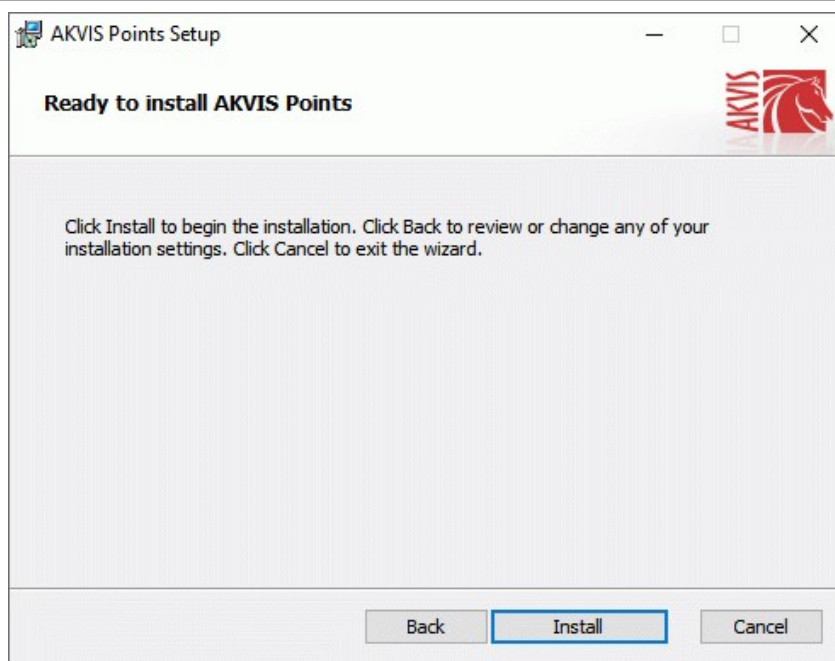 AKVIS Points Setup
Ready to install AKVIS Points
AKVIS
Click Install to begin the installation. Click Back to review or change any of your
installation settings. Click Cancel to exit the wizard.
Back
Install
Cancel